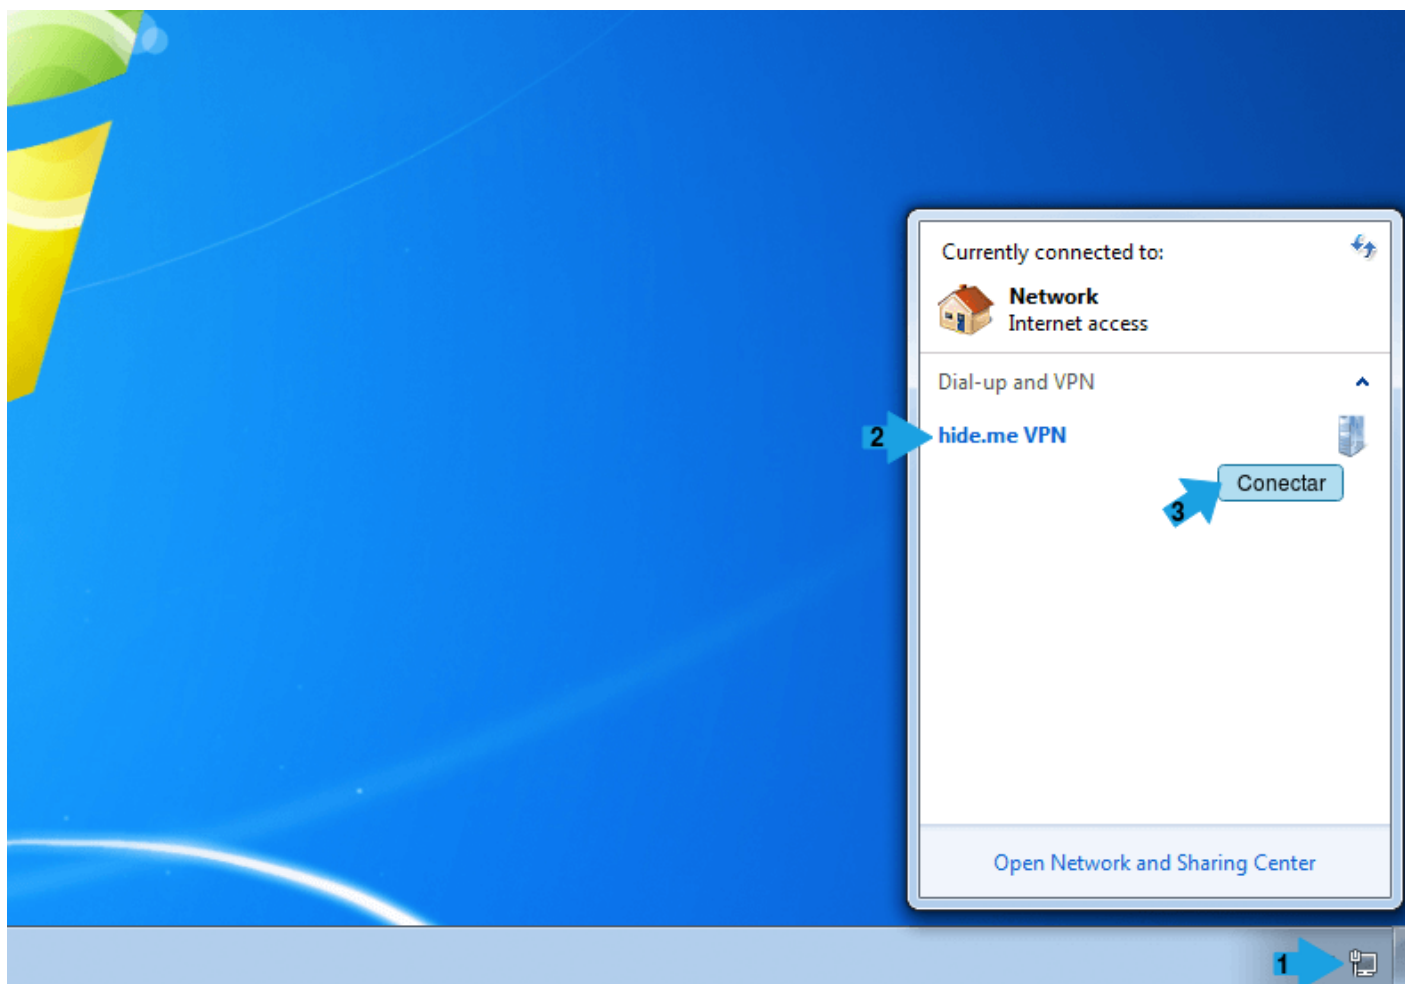 Currently connected to:
Network
Internet access
Dial-up and VPN
2
hide.me VPN
Conectar
3
Open Network and Sharing Center
1